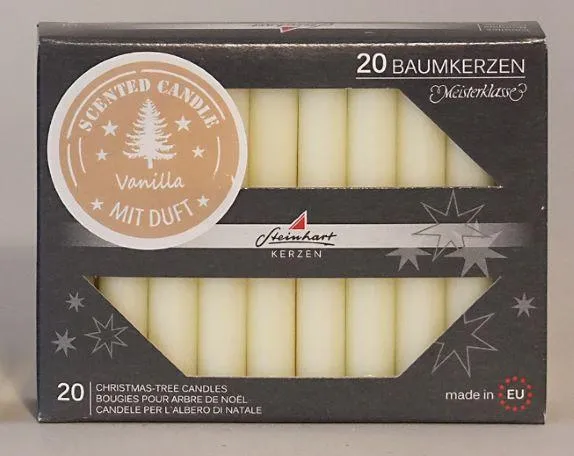 20 BAUMKERZEN
Meisterklasse
SCENTED CANDLE
Vanilla
MIT DUFT
Steinhart
KERZEN
20
CHRISTMAS-TREE CANDLES
BOUGIES POUR ARBRE DE NOËL
CANDELE PER L'ALBERO DI NATALE
made in EU